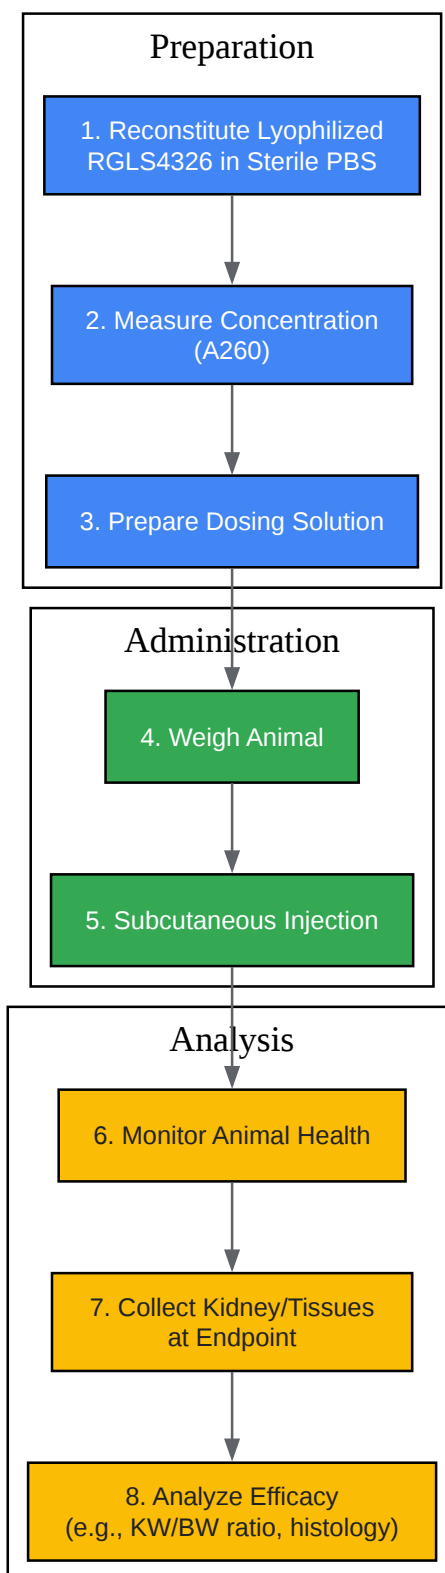 Preparation
1. Reconstitute Lyophilized
RGLS4326 in Sterile PBS
2. Measure Concentration
(A260)
3. Prepare Dosing Solution
Administration
4. Weigh Animal
5. Subcutaneous Injection
Analysis
6. Monitor Animal Health
7. Collect Kidney/Tissues
at Endpoint
8. Analyze Efficacy
(e.g., KW/BW ratio, histology)